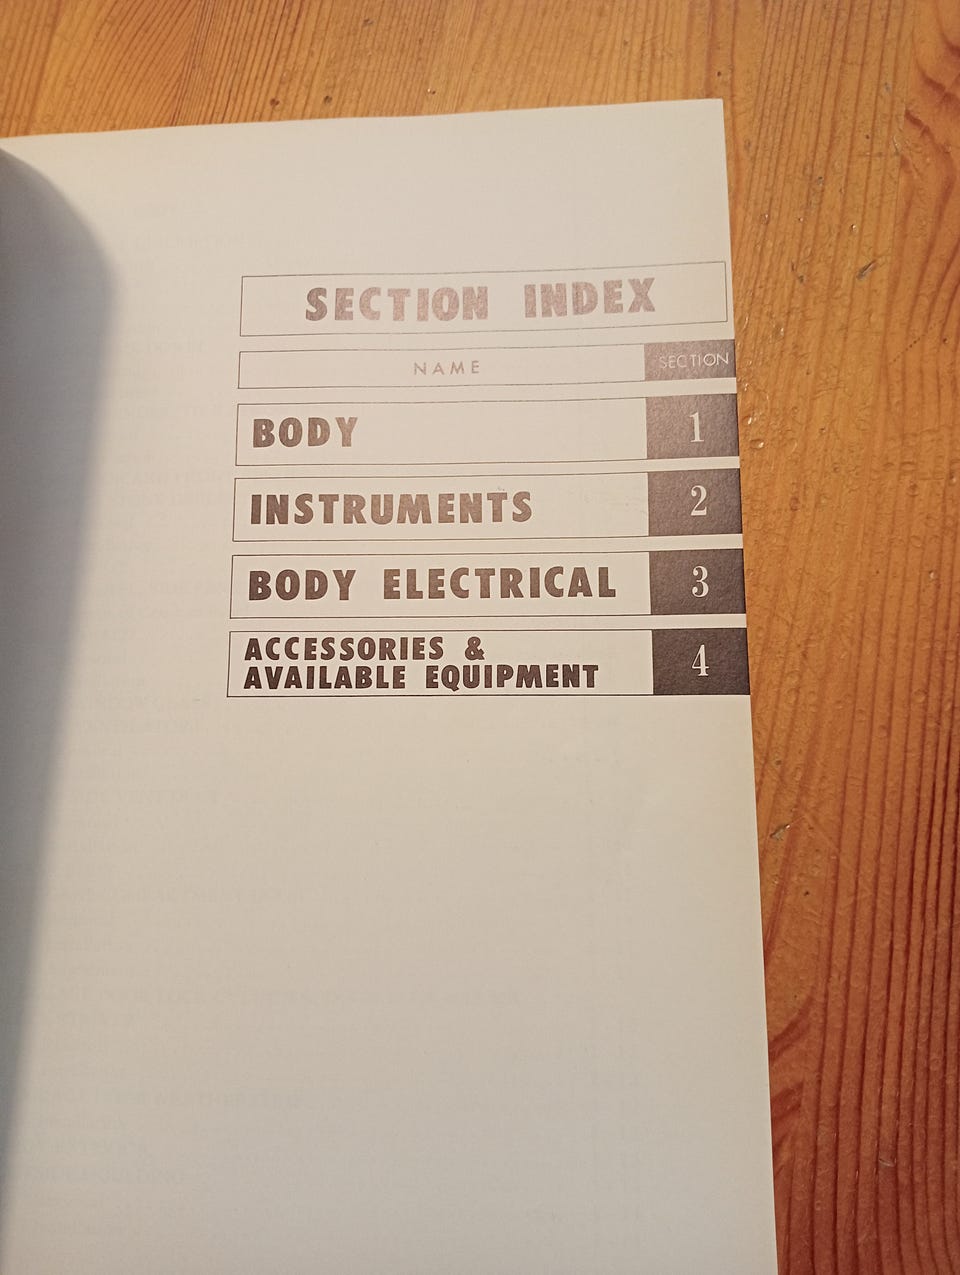 SECTION INDEX
NAME SECTION
BODY 1
INSTRUMENTS 2
BODY ELECTRICAL 3
ACCESSORIES &
AVAILABLE EQUIPMENT 4